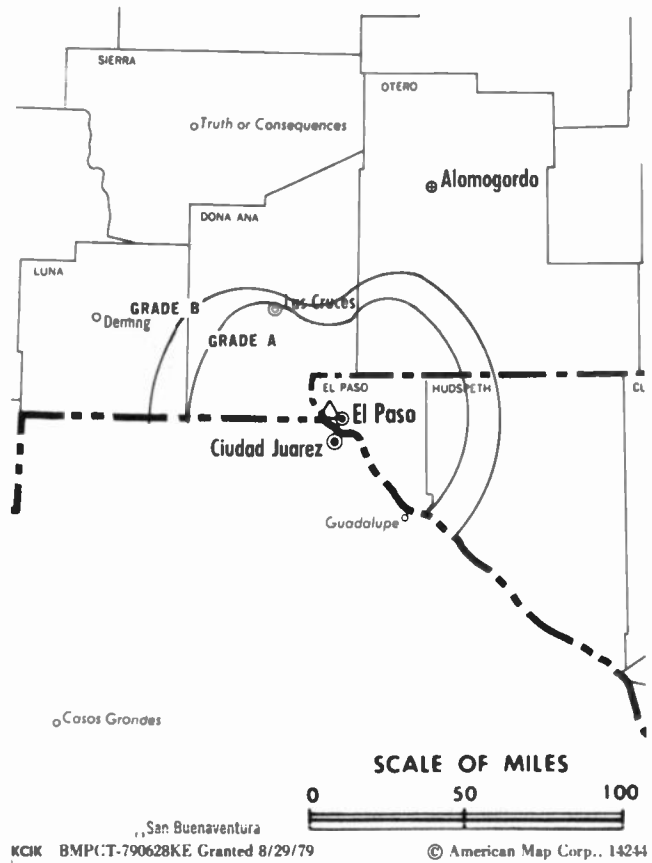 SIERRA
OTERO
Truth or Consequences
Alomogordo
DONA ANA
LUNA
GRADE B
Las Cruces
Deming
GRADE A
EL PASO
HUDSPETH
CU
El Paso
Ciudad Juarez
Guadalupe
Casos Grandes
SCALE OF MILES
0 50 100
San Buenaventura
KCIK BMPCT-790628KE Granted 8/29/79 © American Map Corp., 14244